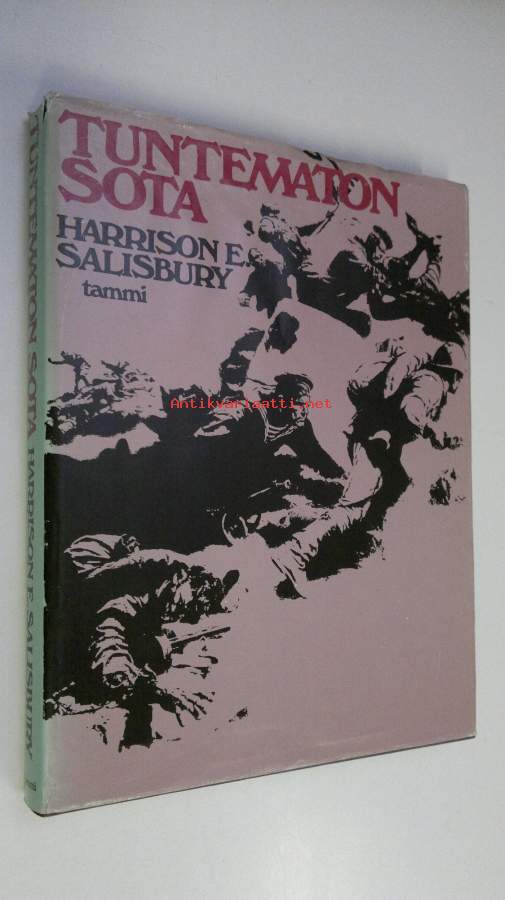 TUNTEMATON
SOTA
HARRISON E.
SALISBURY
tammi
Antikvariaatti.net
TUNTEMATON SOTA HARRISON E. SALISBURY